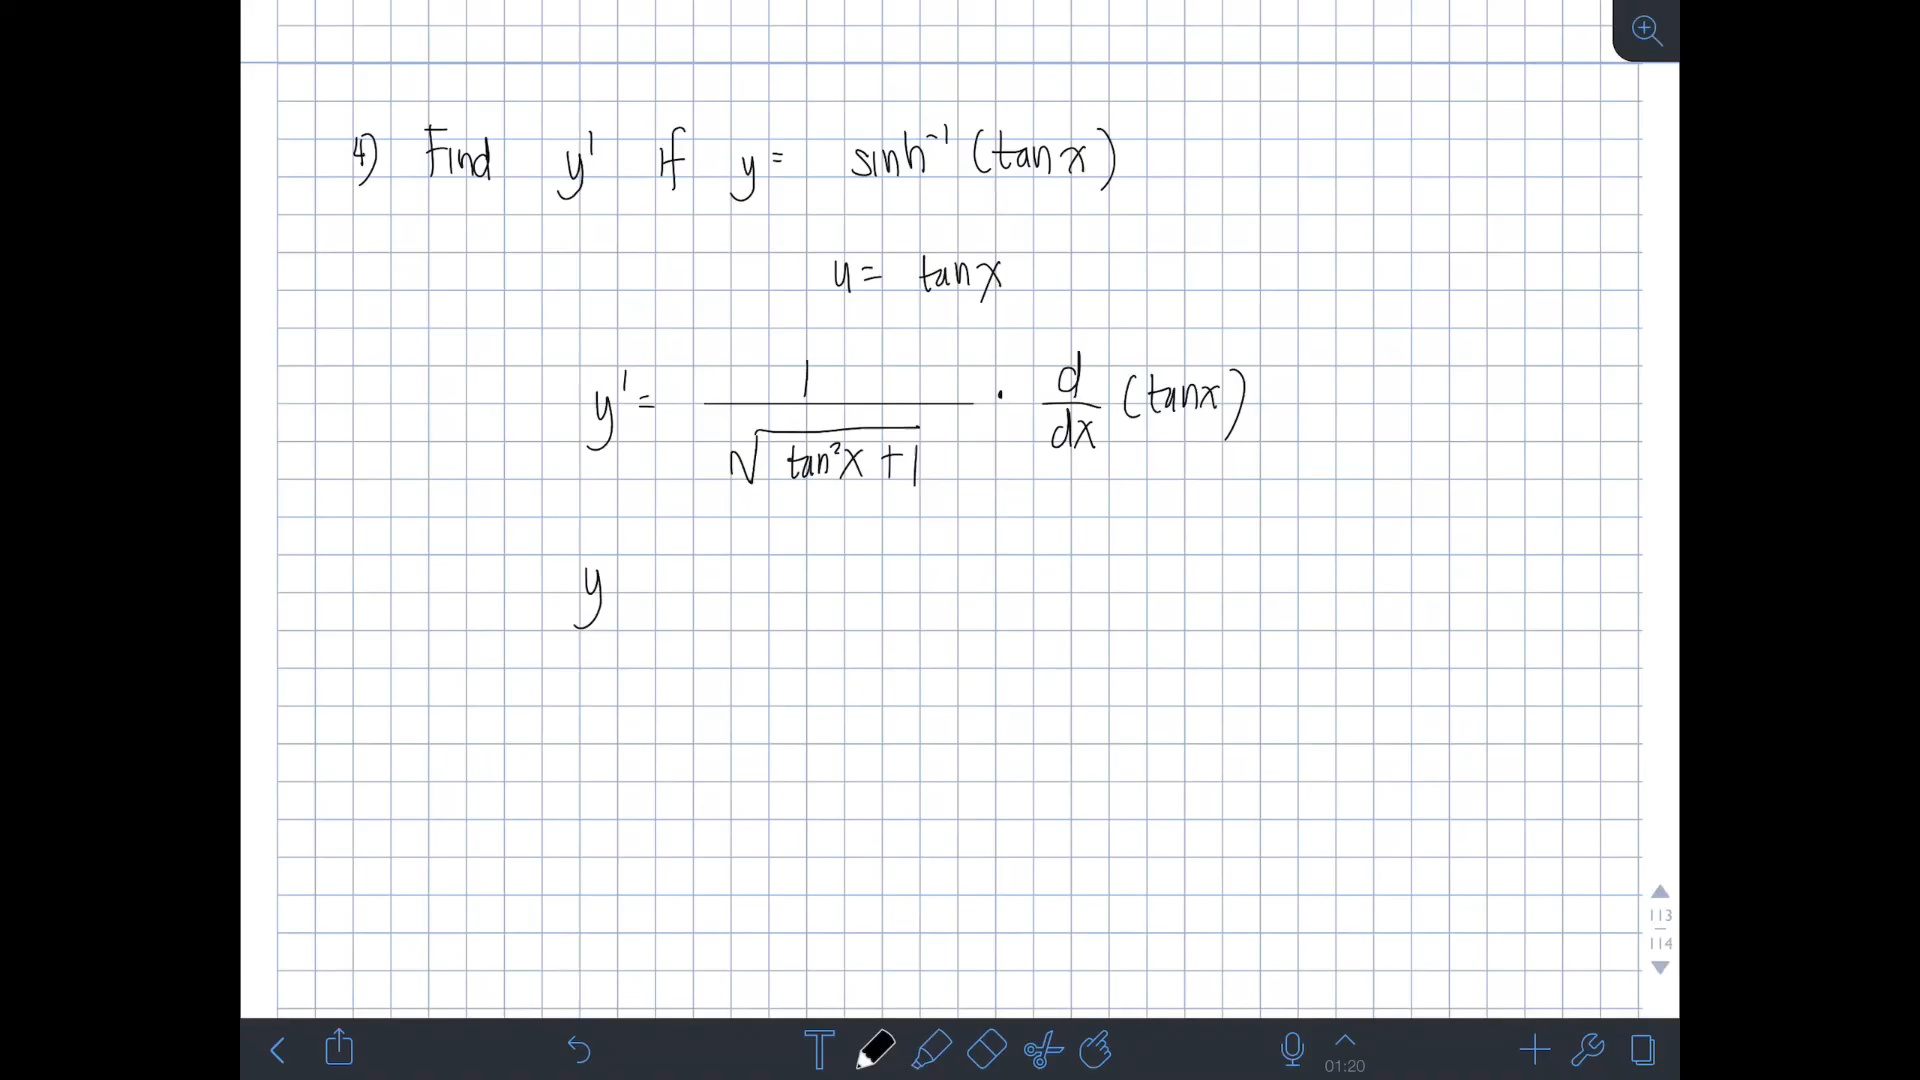 4) Find y' if y = sinh⁻¹ (tan x)
u = tan x
y' = 1 / √(tan²x + 1) · d/dx (tan x)
y
113
114
T
01:20